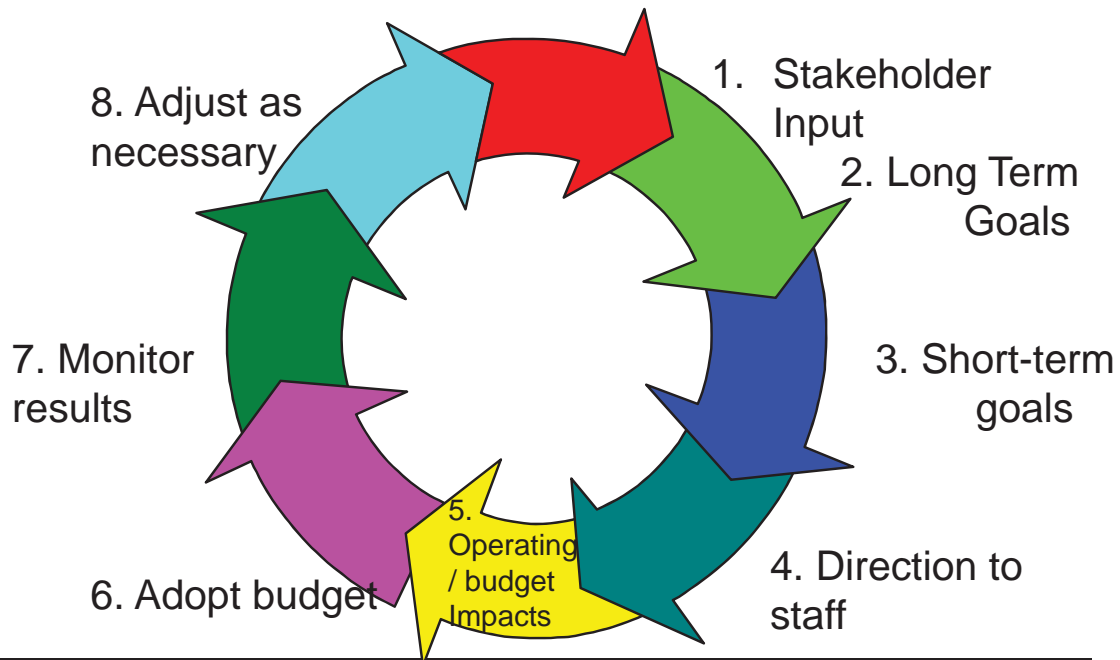 1. Stakeholder
Input
2. Long Term
Goals
3. Short-term
goals
4. Direction to
staff
5.
Operating
/ budget
Impacts
6. Adopt budget
7. Monitor
results
8. Adjust as
necessary